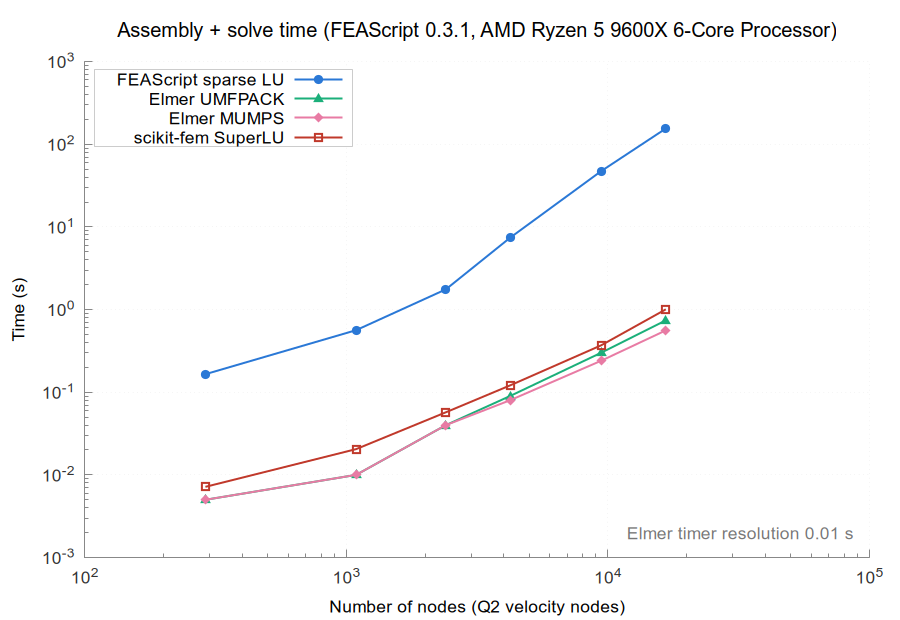 Assembly + solve time (FEAScript 0.3.1, AMD Ryzen 5 9600X 6-Core Processor)
FEAScript sparse LU
Elmer UMFPACK
Elmer MUMPS
scikit-fem SuperLU
10³
10²
10¹
10⁰
10⁻¹
10⁻²
10⁻³
Time (s)
Elmer timer resolution 0.01 s
10² 10³ 10⁴ 10⁵
Number of nodes (Q2 velocity nodes)